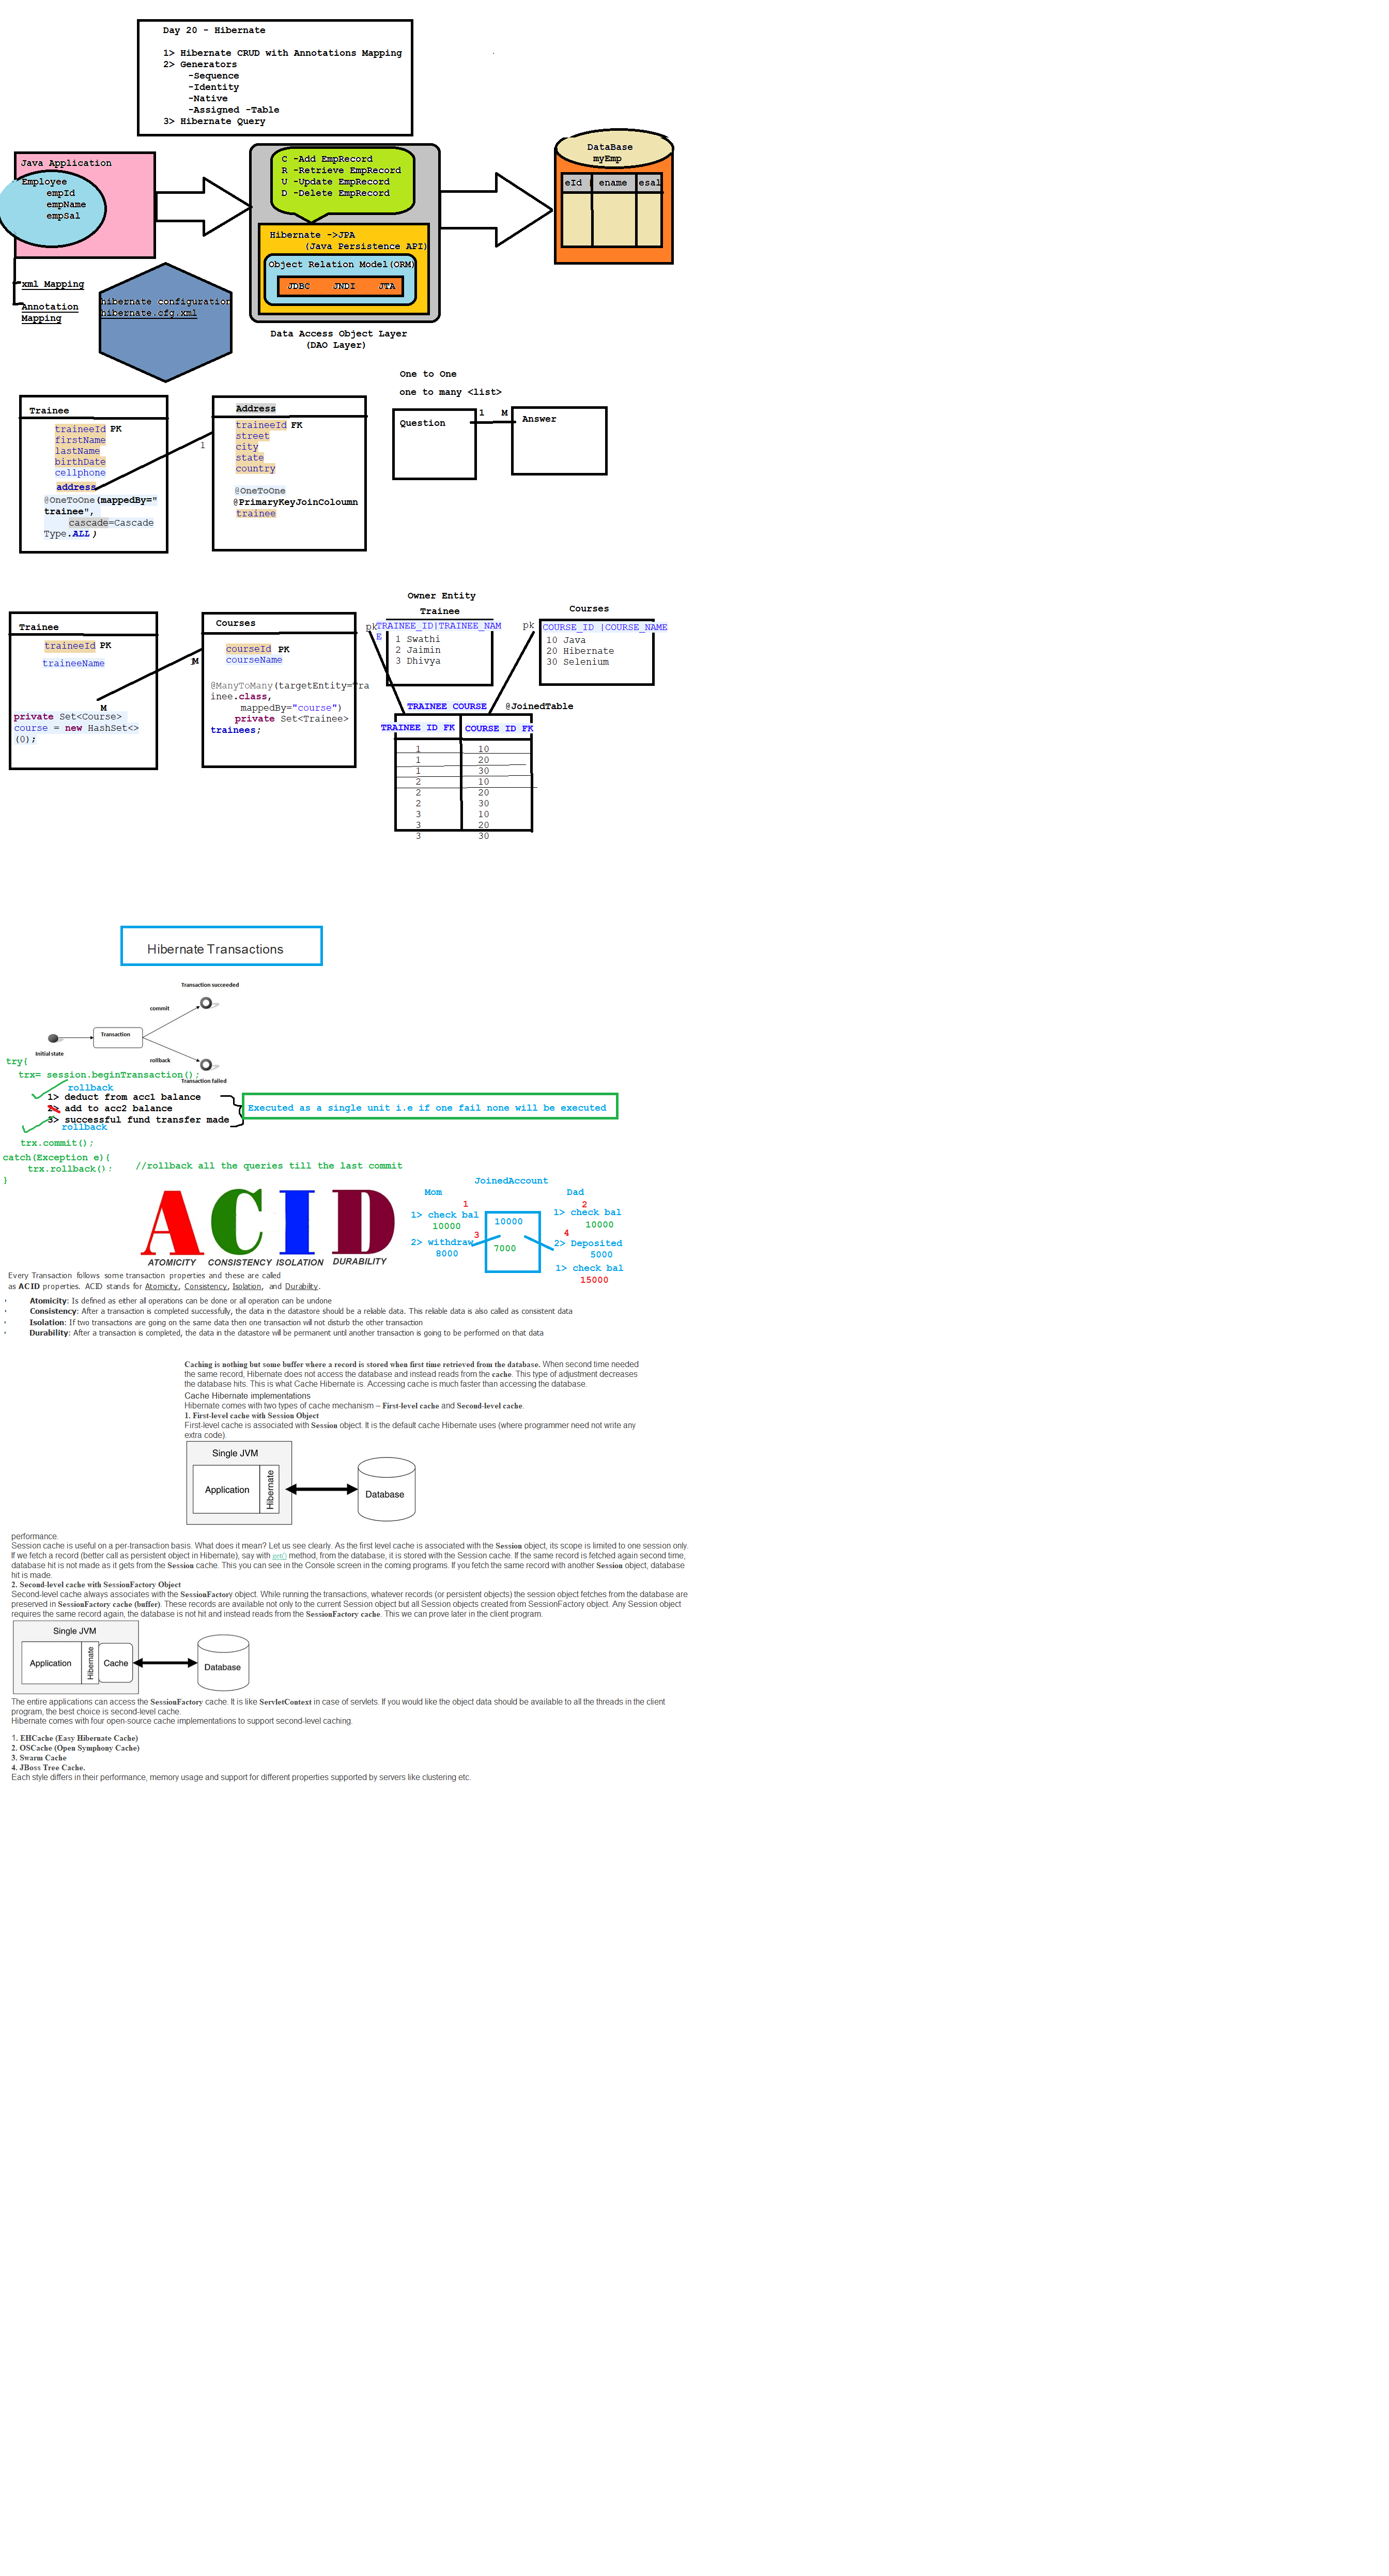 Day 20 - Hibernate
1> Hibernate CRUD with Annotations Mapping
2> Generators
-Sequence
-Identity
-Native
-Assigned -Table
3> Hibernate Query
Java Application
Employee
empId
empName
empSal
xml Mapping
Annotation
Mapping
hibernate configuration
hibernate.cfg.xml
C -Add EmpRecord
R -Retrieve EmpRecord
U -Update EmpRecord
D -Delete EmpRecord
Hibernate ->JPA
(Java Persistence API)
Object Relation Model(ORM)
JDBC JNDI JTA
Data Access Object Layer
(DAO Layer)
DataBase
myEmp
eId ename esal
One to One
one to many <list>
Question
1 M
Answer
Trainee
traineeId PK
firstName
lastName
birthDate
cellphone
address
@OneToOne(mappedBy="
trainee",
cascade=Cascade
Type.ALL)
1
Address
traineeId FK
street
city
state
country
@OneToOne
@PrimaryKeyJoinColoumn
trainee
Trainee
traineeId PK
traineeName
M
private Set<Course>
course = new HashSet<>
(0);
M
Courses
courseId PK
courseName
@ManyToMany(targetEntity=Tra
inee.class,
mappedBy="course")
private Set<Trainee>
trainees;
Owner Entity
Trainee
pk
TRAINEE_ID|TRAINEE_NAM
E
1 Swathi
2 Jaimin
3 Dhivya
Courses
pk
COURSE_ID |COURSE_NAME
10 Java
20 Hibernate
30 Selenium
TRAINEE COURSE @JoinedTable
TRAINEE ID FK COURSE ID FK
1 10
1 20
1 30
2 10
2 20
2 30
3 10
3 20
3 30
Hibernate Transactions
Transaction succeeded
commit
Transaction
Initial state
rollback
Transaction failed
try{
trx= session.beginTransaction();
rollback
1> deduct from acc1 balance
2> add to acc2 balance
3> successful fund transfer made
rollback
Executed as a single unit i.e if one fail none will be executed
trx.commit();
catch(Exception e){
trx.rollback(); //rollback all the queries till the last commit
}
ACID
ATOMICITY CONSISTENCY ISOLATION DURABILITY
JoinedAccount
Mom Dad
1 2
1> check bal
10000
3
2> withdraw
8000
10000
7000
1> check bal
10000
4
2> Deposited
5000
1> check bal
15000
Every Transaction follows some transaction properties and these are called
as ACID properties. ACID stands for Atomicity, Consistency, Isolation, and Durabilty.
· Atomicity: Is defined as either all operations can be done or all operation can be undone
· Consistency: After a transaction is completed successfully, the data in the datastore should be a reliable data. This reliable data is also called as consistent data
· Isolation: If two transactions are going on the same data then one transaction will not disturb the other transaction
· Durability: After a transaction is completed, the data in the datastore will be permanent until another transaction is going to be performed on that data
Caching is nothing but some buffer where a record is stored when first time retrieved from the database. When second time needed
the same record, Hibernate does not access the database and instead reads from the cache. This type of adjustment decreases
the database hits. This is what Cache Hibernate is. Accessing cache is much faster than accessing the database.
Cache Hibernate implementations
Hibernate comes with two types of cache mechanism – First-level cache and Second-level cache.
1. First-level cache with Session Object
First-level cache is associated with Session object. It is the default cache Hibernate uses (where programmer need not write any
extra code).
Single JVM
Application
Hibernate
Database
performance.
Session cache is useful on a per-transaction basis. What does it mean? Let us see clearly. As the first level cache is associated with the Session object, its scope is limited to one session only.
If we fetch a record (better call as persistent object in Hibernate), say with get() method, from the database, it is stored with the Session cache. If the same record is fetched again second time,
database hit is not made as it gets from the Session cache. This you can see in the Console screen in the coming programs. If you fetch the same record with another Session object, database
hit is made.
2. Second-level cache with SessionFactory Object
Second-level cache always associates with the SessionFactory object. While running the transactions, whatever records (or persistent objects) the session object fetches from the database are
preserved in SessionFactory cache (buffer). These records are available not only to the current Session object but all Session objects created from SessionFactory object. Any Session object
requires the same record again, the database is not hit and instead reads from the SessionFactory cache. This we can prove later in the client program.
Single JVM
Application
Hibernate
Cache
Database
The entire applications can access the SessionFactory cache. It is like ServletContext in case of servlets. If you would like the object data should be available to all the threads in the client
program, the best choice is second-level cache.
Hibernate comes with four open-source cache implementations to support second-level caching.
1. EHCache (Easy Hibernate Cache)
2. OSCache (Open Symphony Cache)
3. Swarm Cache
4. JBoss Tree Cache.
Each style differs in their performance, memory usage and support for different properties supported by servers like clustering etc.